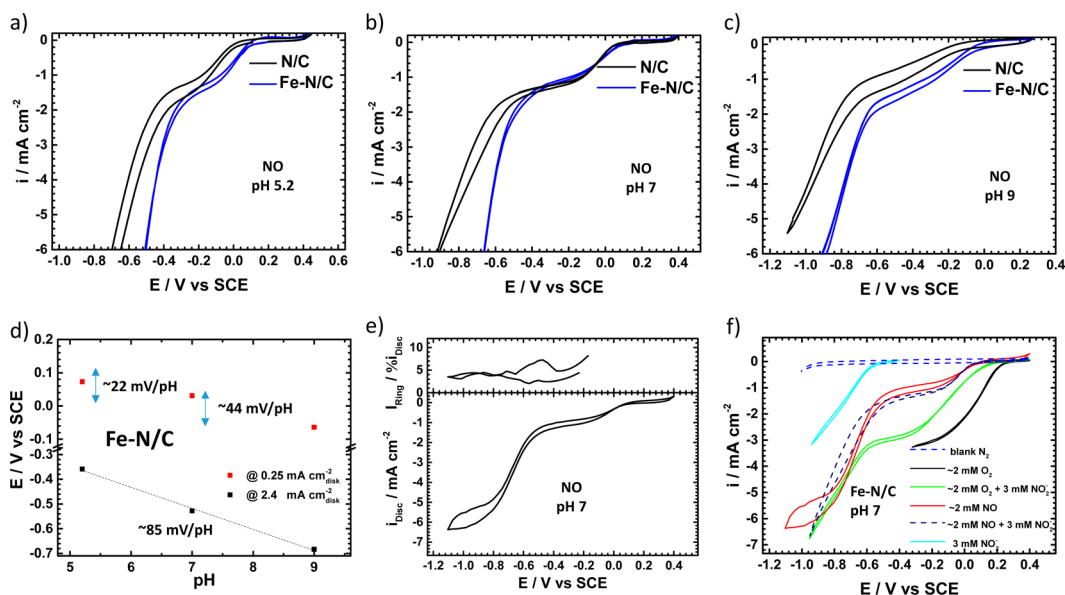 a)
N/C
Fe-N/C
NO
pH 5.2
i / mA cm-2
0
-1
-2
-3
-4
-5
-6
-1.0 -0.8 -0.6 -0.4 -0.2 0.0 0.2 0.4 0.6
E / V vs SCE
b)
N/C
Fe-N/C
NO
pH 7
i / mA cm-2
0
-1
-2
-3
-4
-5
-6
-1.0 -0.8 -0.6 -0.4 -0.2 0.0 0.2 0.4
E / V vs SCE
c)
N/C
Fe-N/C
NO
pH 9
i / mA cm-2
0
-1
-2
-3
-4
-5
-6
-1.2 -1.0 -0.8 -0.6 -0.4 -0.2 0.0 0.2 0.4
E / V vs SCE
d)
E / V vs SCE
0.2
0.1
0.0
-0.1
-0.3
-0.4
-0.5
-0.6
-0.7
~22 mV/pH
~44 mV/pH
Fe-N/C
@ 0.25 mA cm-2disk
@ 2.4 mA cm-2disk
~85 mV/pH
5 6 7 8 9
pH
e)
IRing / %iDisc
10
5
0
iDisc / mA cm-2
0
-1
-2
-3
-4
-5
-6
-7
NO
pH 7
-1.2 -1.0 -0.8 -0.6 -0.4 -0.2 0.0 0.2 0.4
E / V vs SCE
f)
i / mA cm-2
0
-1
-2
-3
-4
-5
-6
-7
Fe-N/C
pH 7
blank N2
~2 mM O2
~2 mM O2 + 3 mM NO2-
~2 mM NO
~2 mM NO + 3 mM NO2-
3 mM NO-
-1.2 -1.0 -0.8 -0.6 -0.4 -0.2 0.0 0.2 0.4
E / V vs SCE